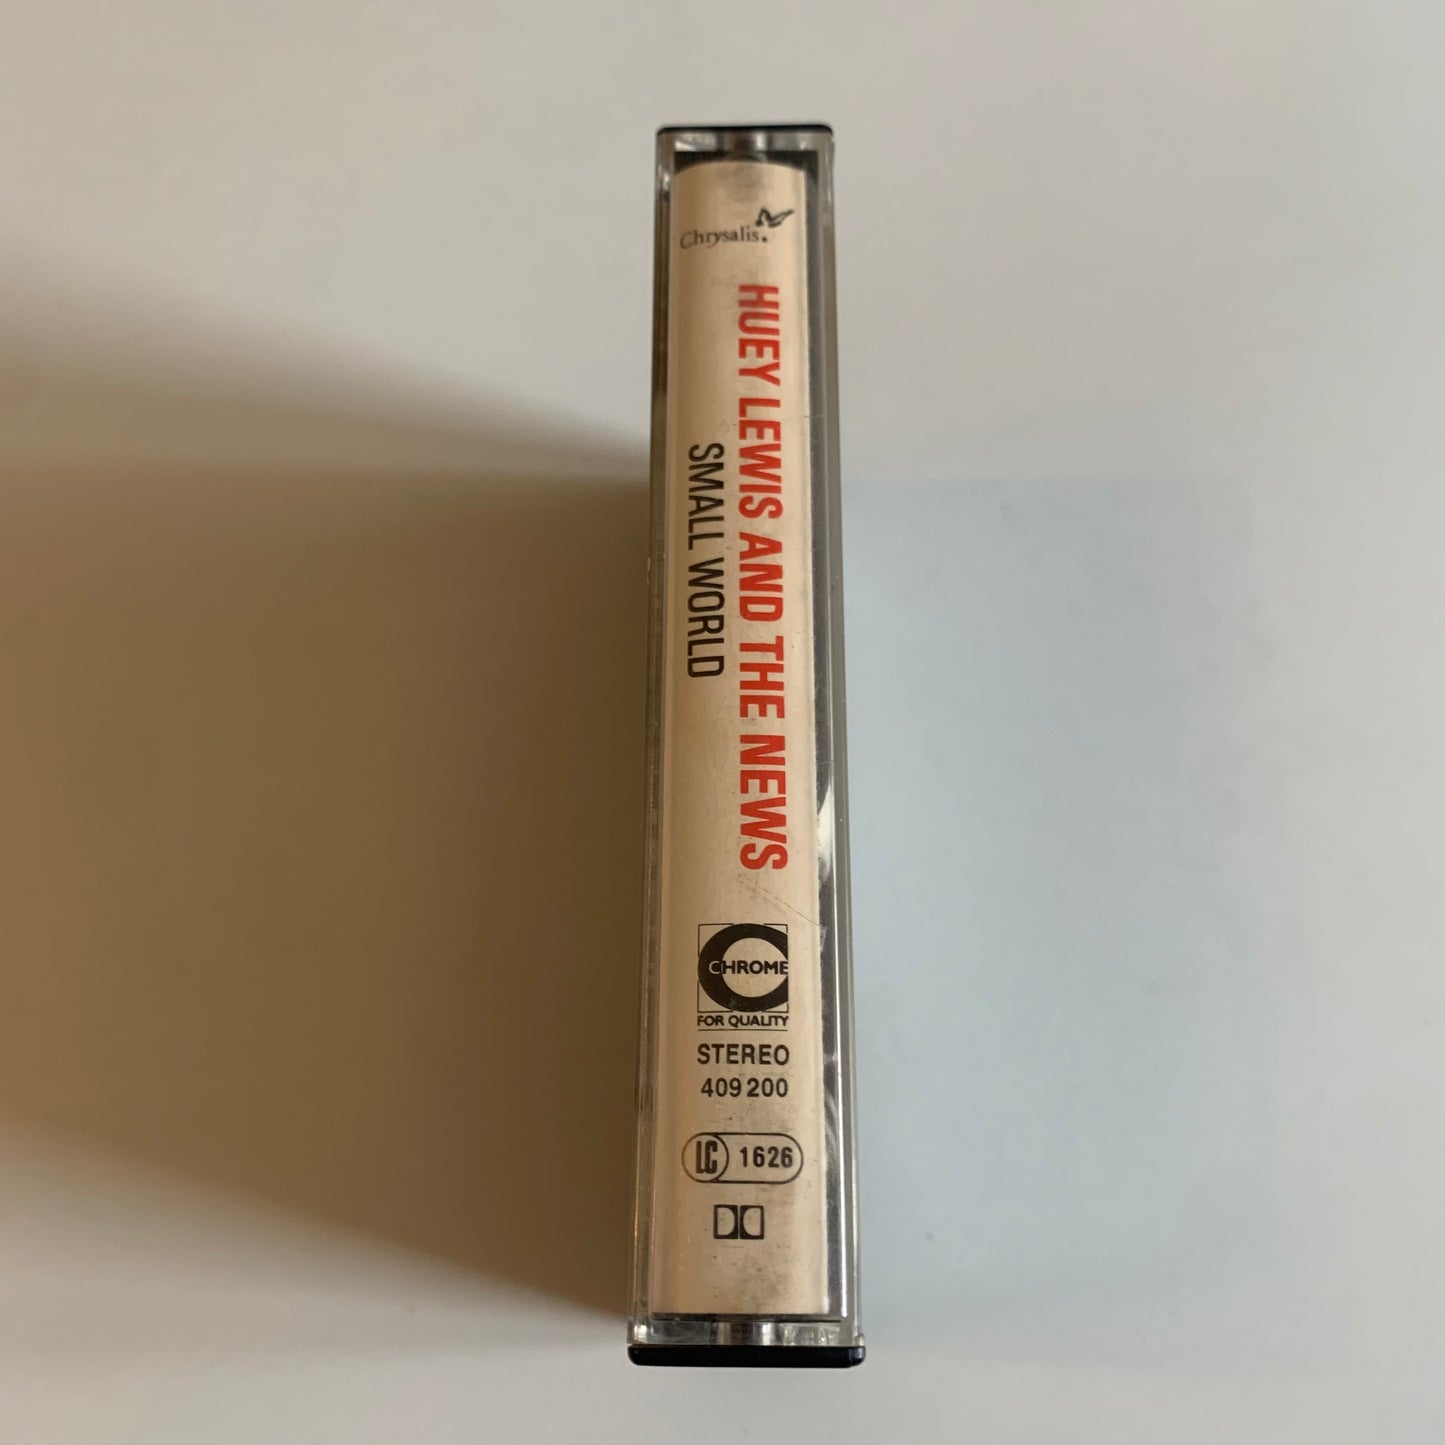 Chrysalis.
HUEY LEWIS AND THE NEWS
SMALL WORLD
CHROME
FOR QUALITY
STEREO
409 200
LC 1626